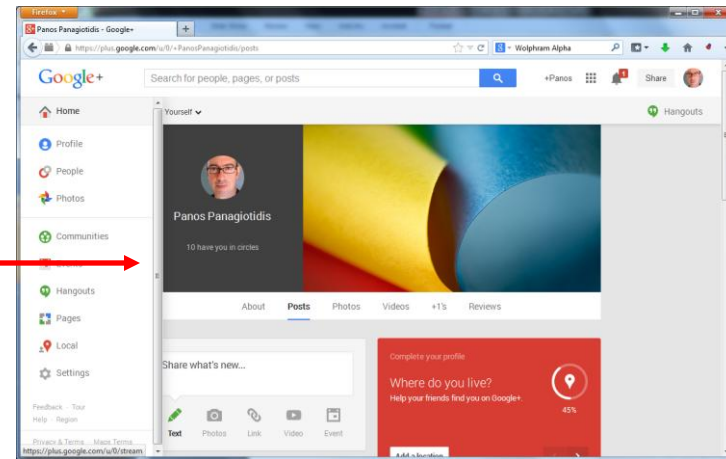 Firefox
Panos Panagiotidis - Google+
https://plus.google.com/u/0/+PanosPanagiotidis/posts
Wolphram Alpha
Google+
Search for people, pages, or posts
+Panos
1
Share
Home
Yourself
Hangouts
Profile
People
Photos
Communities
Hangouts
Pages
Local
Settings
Feedback · Tour
Help · Region
Privacy & Terms · Maps Terms
https://plus.google.com/u/0/stream
Panos Panagiotidis
10 have you in circles
About
Posts
Photos
Videos
+1's
Reviews
Share what's new...
Text
Photos
Link
Video
Event
Complete your profile
Where do you live?
Help your friends find you on Google+.
45%
Add a location